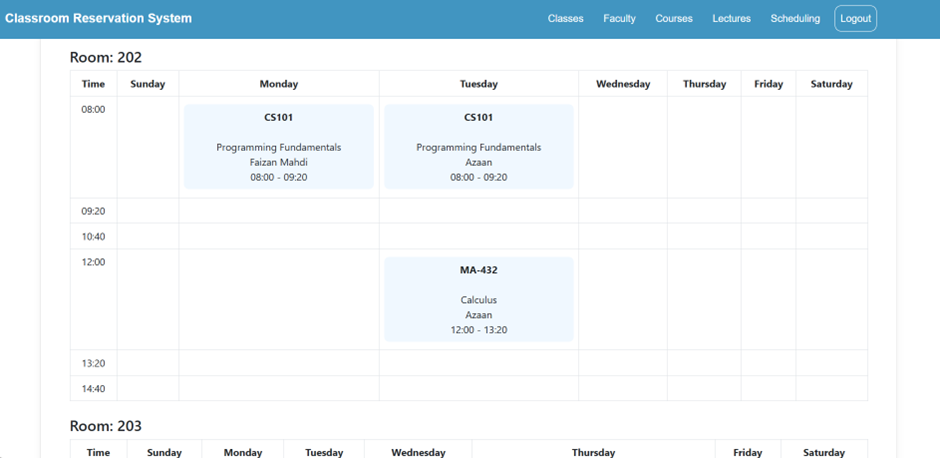 Classroom Reservation System Classes Faculty Courses Lectures Scheduling Logout
Room: 202
Time Sunday Monday Tuesday Wednesday Thursday Friday Saturday
08:00
CS101
Programming Fundamentals
Faizan Mahdi
08:00 - 09:20
CS101
Programming Fundamentals
Azaan
08:00 - 09:20
09:20
10:40
12:00
MA-432
Calculus
Azaan
12:00 - 13:20
13:20
14:40
Room: 203
Time Sunday Monday Tuesday Wednesday Thursday Friday Saturday